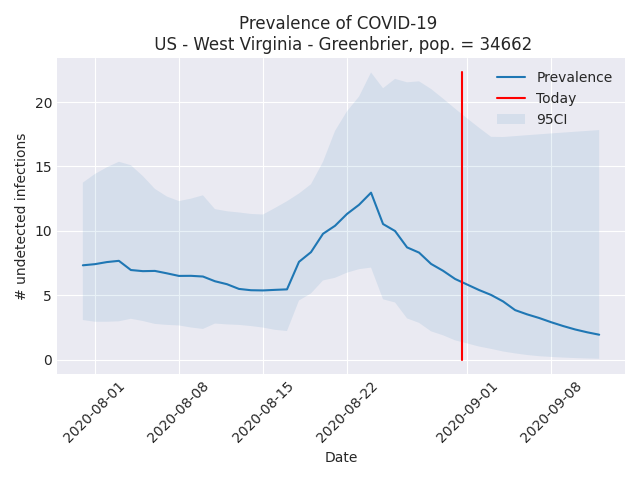 Prevalence of COVID-19
US - West Virginia - Greenbrier, pop. = 34662
# undetected infections
20
15
10
5
0
Prevalence
Today
95CI
2020-08-01
2020-08-08
2020-08-15
2020-08-22
2020-09-01
2020-09-08
Date